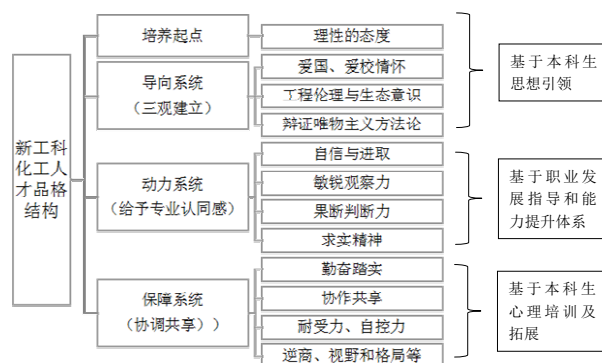 新工科
化工人
才品格
结构
培养起点
理性的态度
导向系统
（三观建立）
爱国、爱校情怀
工程伦理与生态意识
辩证唯物主义方法论
基于本科生
思想引领
动力系统
（给予专业认同感）
自信与进取
敏锐观察力
果断判断力
求实精神
基于职业发
展指导和能
力提升体系
保障系统
（协调共享））
勤奋踏实
协作共享
耐受力、自控力
逆商、视野和格局等
基于本科生
心理培训及
拓展